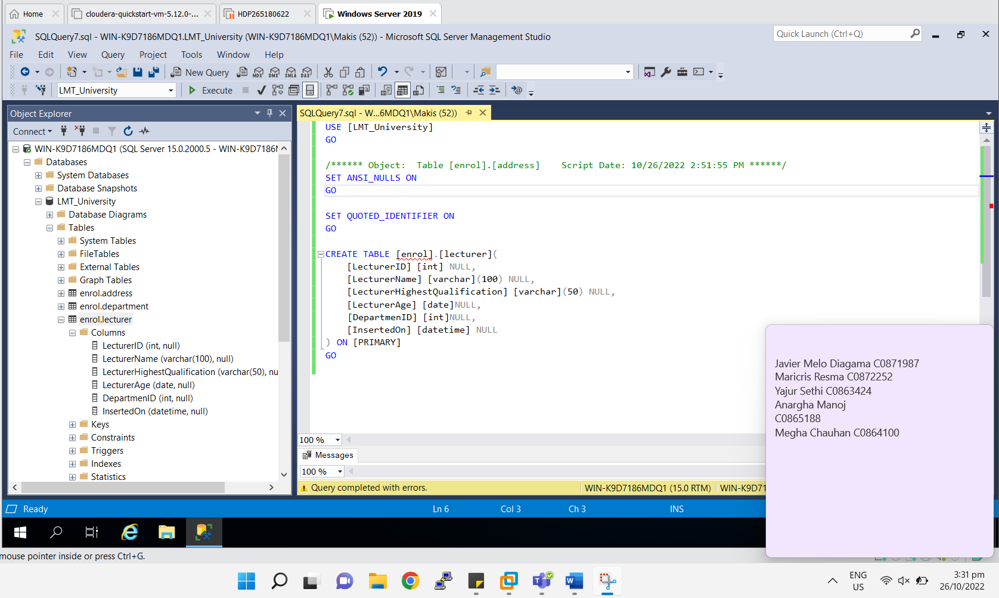 Home
cloudera-quickstart-vm-5.12.0-...
HDP265180622
Windows Server 2019
SQLQuery7.sql - WIN-K9D7186MDQ1.LMT_University (WIN-K9D7186MDQ1\Makis (52)) - Microsoft SQL Server Management Studio
Quick Launch (Ctrl+Q)
File Edit View Query Project Tools Window Help
New Query MDX DMX XMLA DAX
LMT_University Execute
Object Explorer
SQLQuery7.sql - W...6MDQ1\Makis (52))
Connect
WIN-K9D7186MDQ1 (SQL Server 15.0.2000.5 - WIN-K9D7186M
Databases
System Databases
Database Snapshots
LMT_University
Database Diagrams
Tables
System Tables
FileTables
External Tables
Graph Tables
enrol.address
enrol.department
enrol.lecturer
Columns
LecturerID (int, null)
LecturerName (varchar(100), null)
LecturerHighestQualification (varchar(50), nu
LecturerAge (date, null)
DepartmenID (int, null)
InsertedOn (datetime, null)
Keys
Constraints
Triggers
Indexes
Statistics
USE [LMT_University]
GO
/****** Object:  Table [enrol].[address]    Script Date: 10/26/2022 2:51:55 PM ******/
SET ANSI_NULLS ON
GO
SET QUOTED_IDENTIFIER ON
GO
CREATE TABLE [enrol].[lecturer](
[LecturerID] [int] NULL,
[LecturerName] [varchar](100) NULL,
[LecturerHighestQualification] [varchar](50) NULL,
[LecturerAge] [date]NULL,
[DepartmenID] [int]NULL,
[InsertedOn] [datetime] NULL
) ON [PRIMARY]
GO
100 %
Messages
100 %
Query completed with errors. WIN-K9D7186MDQ1 (15.0 RTM) WIN-K9D71
Javier Melo Diagama C0871987
Maricris Resma C0872252
Yajur Sethi C0863424
Anargha Manoj
C0865188
Megha Chauhan C0864100
Ready Ln 6 Col 3 Ch 3 INS
mouse pointer inside or press Ctrl+G.
ENG
US
3:31 pm
26/10/2022